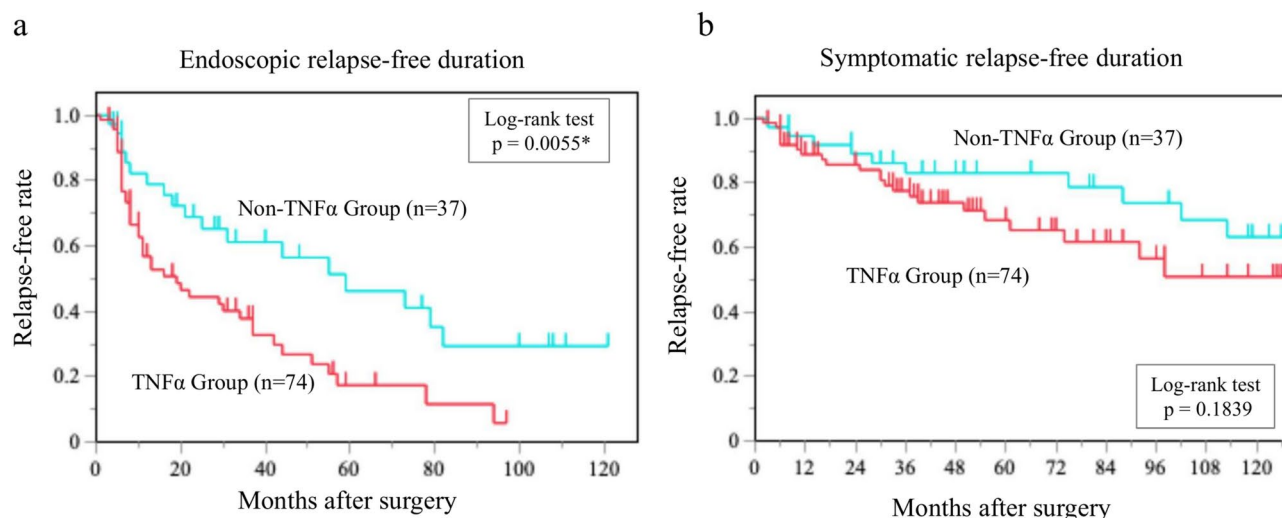 a
Endoscopic relapse-free duration
Relapse-free rate
1.0
0.8
0.6
0.4
0.2
0
Log-rank test
p = 0.0055*
Non-TNFα Group (n=37)
TNFα Group (n=74)
0 20 40 60 80 100 120
Months after surgery
b
Symptomatic relapse-free duration
Relapse-free rate
1.0
0.8
0.6
0.4
0.2
0
Non-TNFα Group (n=37)
TNFα Group (n=74)
Log-rank test
p = 0.1839
0 12 24 36 48 60 72 84 96 108 120
Months after surgery